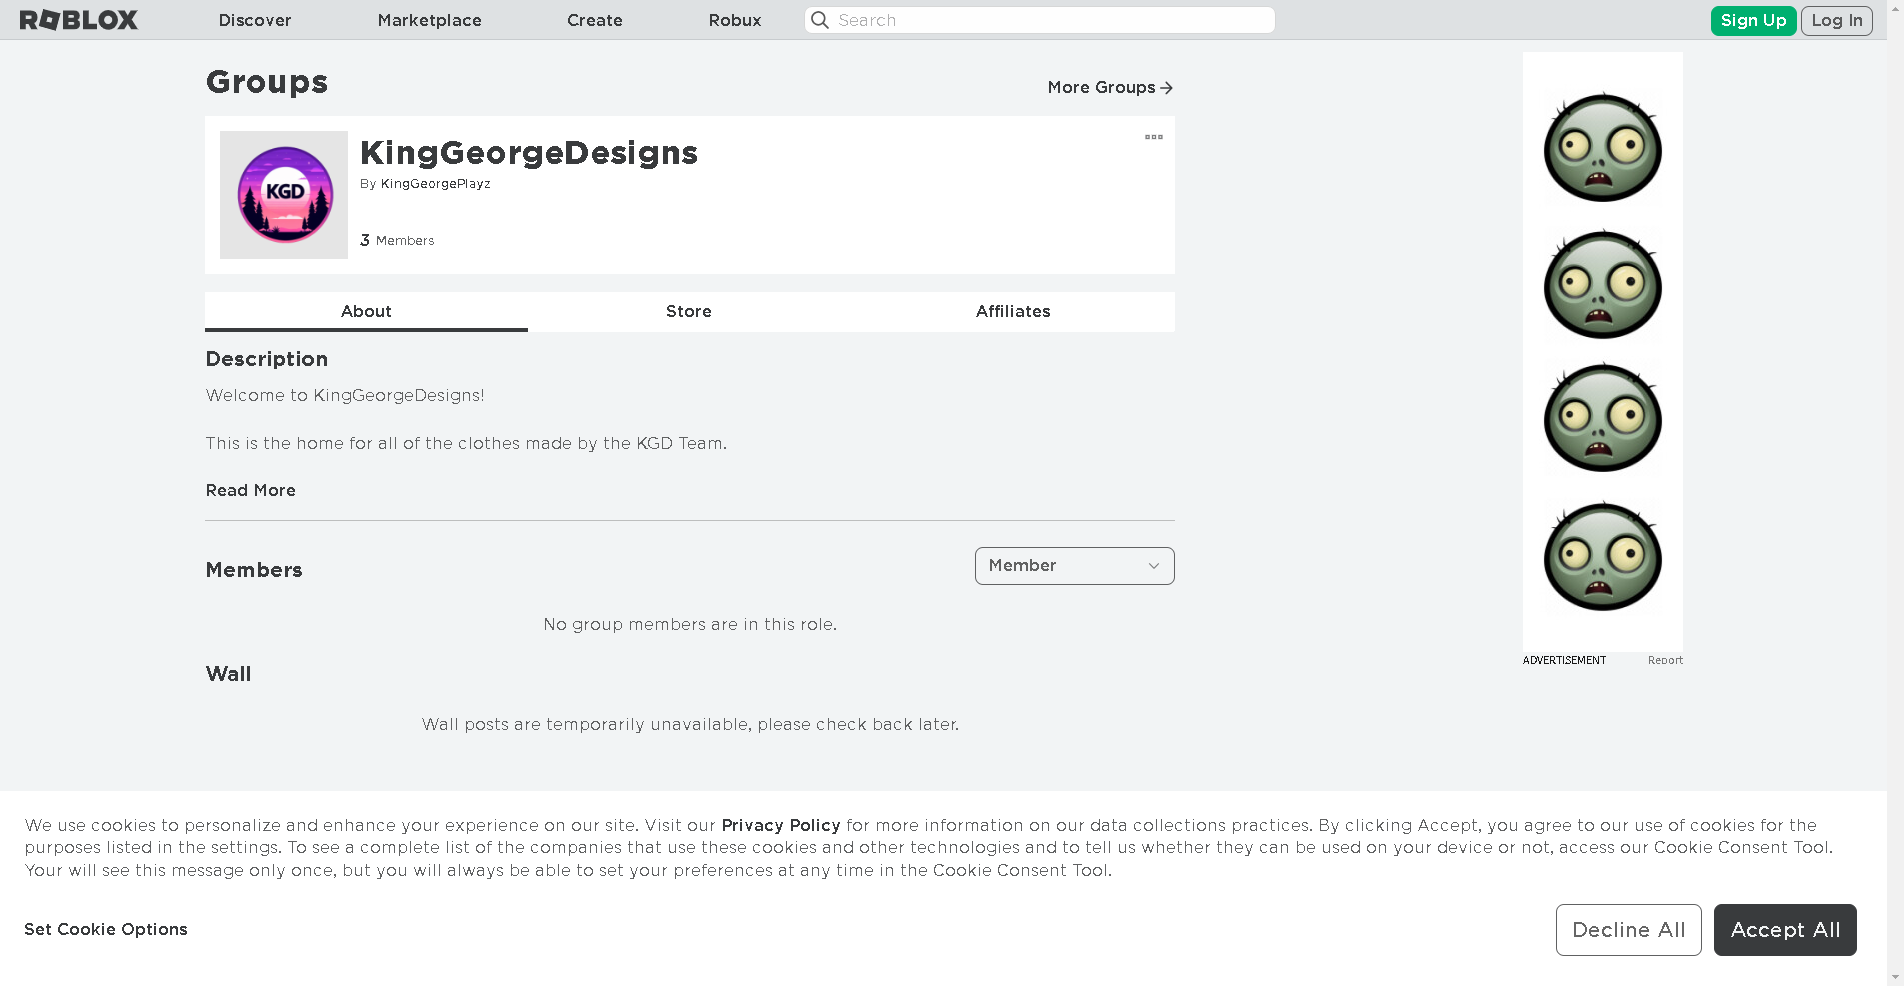 ROBLOX
Discover
Marketplace
Create
Robux
Search
Sign Up
Log In
Groups
More Groups
KGD
KingGeorgeDesigns
By KingGeorgePlayz
3 Members
About
Store
Affiliates
Description
Welcome to KingGeorgeDesigns!
This is the home for all of the clothes made by the KGD Team.
Read More
Members
Member
No group members are in this role.
Wall
ADVERTISEMENT
Report
Wall posts are temporarily unavailable, please check back later.
We use cookies to personalize and enhance your experience on our site. Visit our Privacy Policy for more information on our data collections practices. By clicking Accept, you agree to our use of cookies for the
purposes listed in the settings. To see a complete list of the companies that use these cookies and other technologies and to tell us whether they can be used on your device or not, access our Cookie Consent Tool.
Your will see this message only once, but you will always be able to set your preferences at any time in the Cookie Consent Tool.
Set Cookie Options
Decline All
Accept All